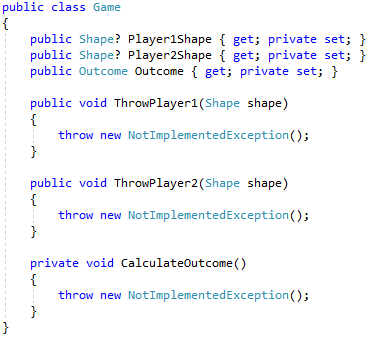 public class Game
{
    public Shape? Player1Shape { get; private set; }
    public Shape? Player2Shape { get; private set; }
    public Outcome Outcome { get; private set; }

    public void ThrowPlayer1(Shape shape)
    {
        throw new NotImplementedException();
    }

    public void ThrowPlayer2(Shape shape)
    {
        throw new NotImplementedException();
    }

    private void CalculateOutcome()
    {
        throw new NotImplementedException();
    }
}